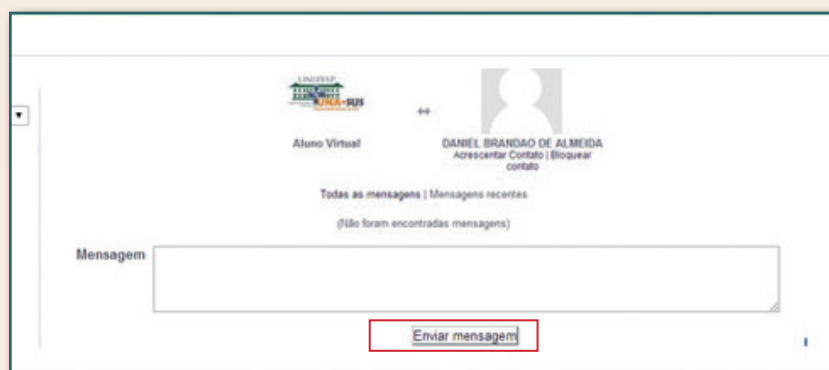 UNIFESP
UNA-SUS
Aluno Virtual
DANIEL BRANDAO DE ALMEIDA
Acrescentar Contato | Bloquear
contato
Todas as mensagens | Mensagens recentes
(Não foram encontradas mensagens)
Mensagem
Enviar mensagem